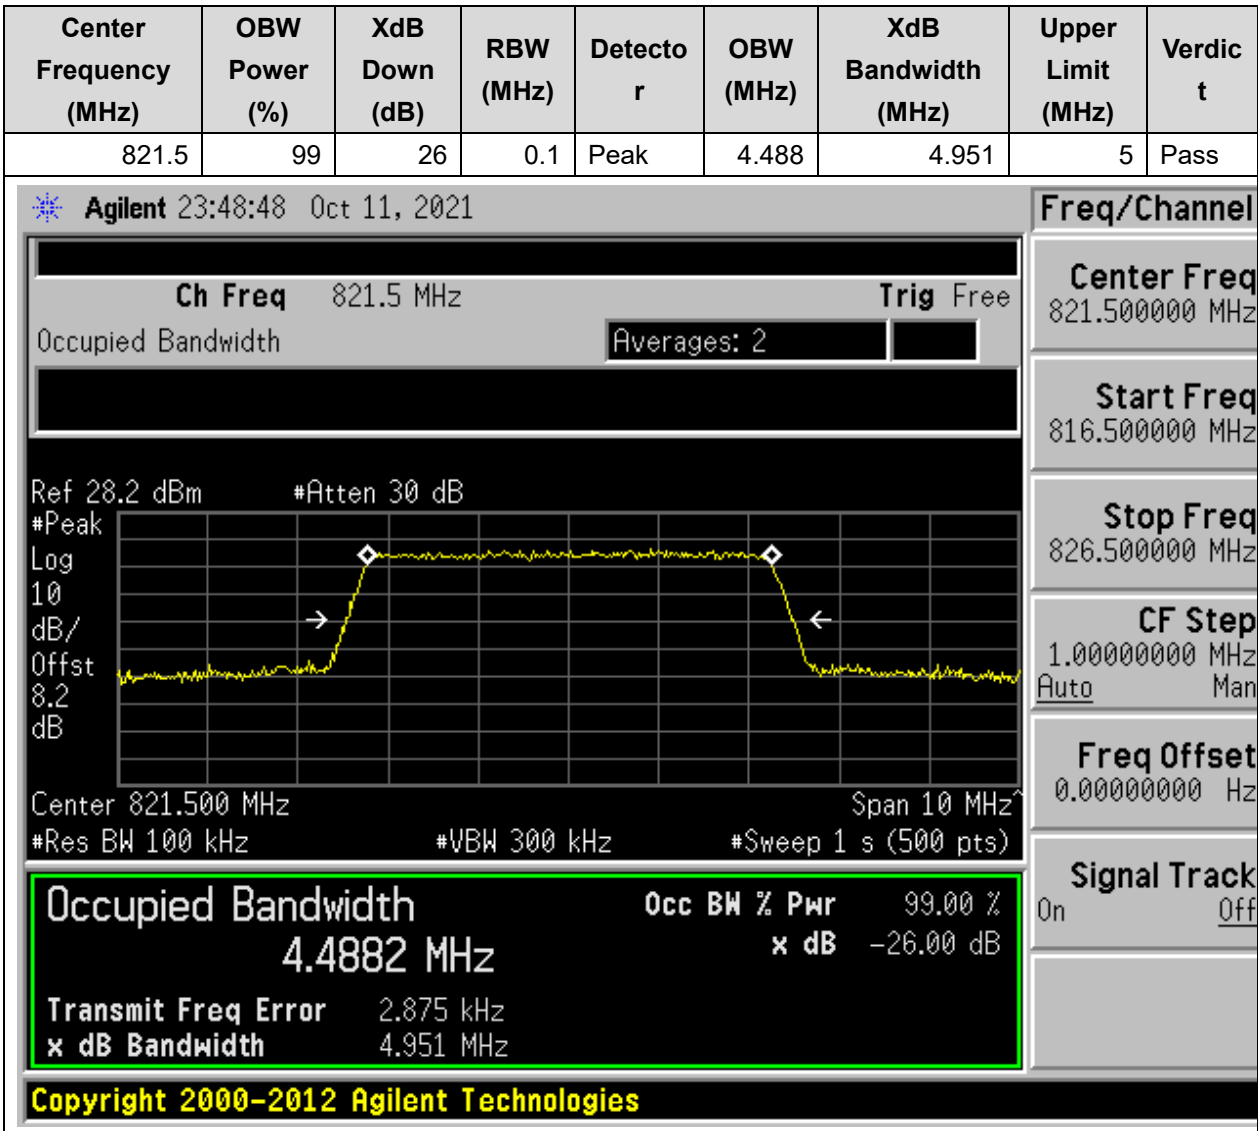 Center Frequency (MHz) OBW Power (%) XdB Down (dB) RBW (MHz) Detector OBW (MHz) XdB Bandwidth (MHz) Upper Limit (MHz) Verdict
821.5 99 26 0.1 Peak 4.488 4.951 5 Pass
Agilent 23:48:48 Oct 11, 2021
Freq/Channel
Ch Freq 821.5 MHz Trig Free
Occupied Bandwidth Averages: 2
Center Freq
821.500000 MHz
Start Freq
816.500000 MHz
Stop Freq
826.500000 MHz
CF Step
1.00000000 MHz
Auto Man
Freq Offset
0.00000000 Hz
Signal Track
On Off
Ref 28.2 dBm #Atten 30 dB
#Peak
Log
10
dB/
Offst
8.2
dB
Center 821.500 MHz Span 10 MHz^
#Res BW 100 kHz #VBW 300 kHz #Sweep 1 s (500 pts)
Occupied Bandwidth Occ BW % Pwr 99.00 %
4.4882 MHz x dB -26.00 dB
Transmit Freq Error 2.875 kHz
x dB Bandwidth 4.951 MHz
Copyright 2000-2012 Agilent Technologies